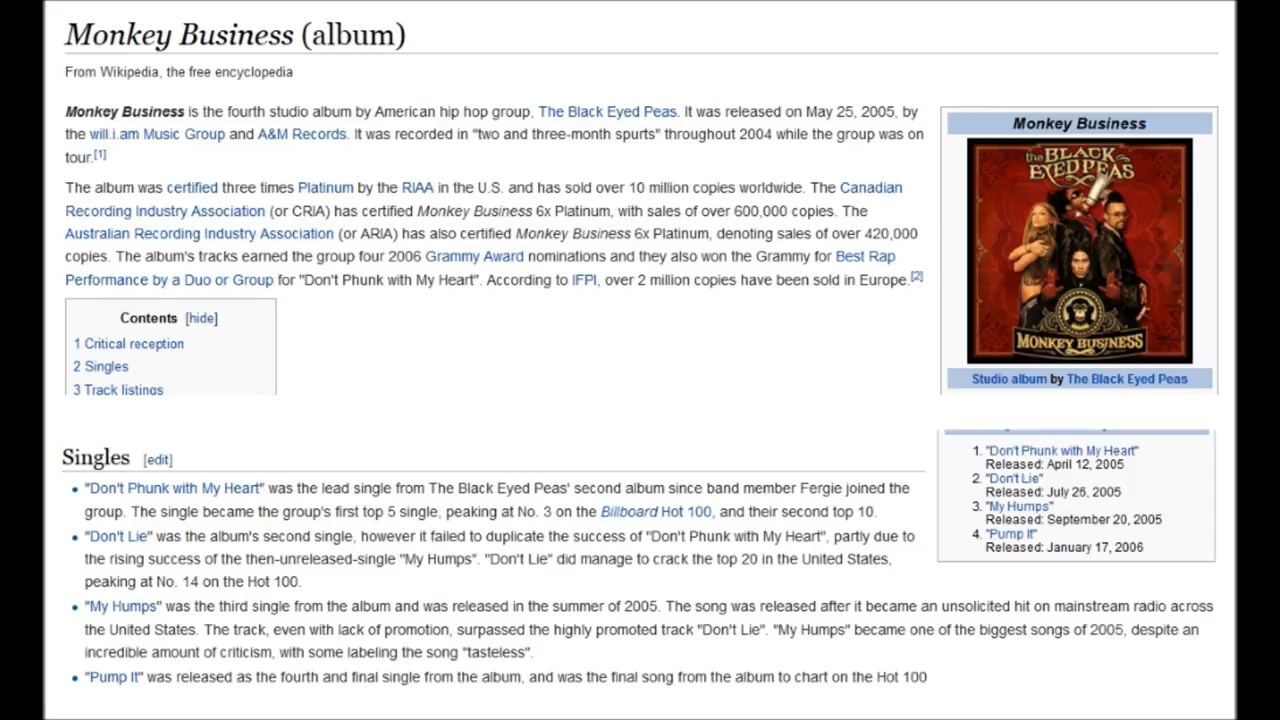 Monkey Business (album)
From Wikipedia, the free encyclopedia
Monkey Business is the fourth studio album by American hip hop group, The Black Eyed Peas. It was released on May 25, 2005, by
the will.i.am Music Group and A&M Records. It was recorded in "two and three-month spurts" throughout 2004 while the group was on
tour.[1]
The album was certified three times Platinum by the RIAA in the U.S. and has sold over 10 million copies worldwide. The Canadian
Recording Industry Association (or CRIA) has certified Monkey Business 6x Platinum, with sales of over 600,000 copies. The
Australian Recording Industry Association (or ARIA) has also certified Monkey Business 6x Platinum, denoting sales of over 420,000
copies. The album's tracks earned the group four 2006 Grammy Award nominations and they also won the Grammy for Best Rap
Performance by a Duo or Group for "Don't Phunk with My Heart". According to IFPI, over 2 million copies have been sold in Europe.[2]
Contents [hide]
1 Critical reception
2 Singles
3 Track listings
Monkey Business
the BLACK
EYED PEAS
MONKEY BUSINESS
Studio album by The Black Eyed Peas
Singles [edit]
• "Don't Phunk with My Heart" was the lead single from The Black Eyed Peas' second album since band member Fergie joined the
group. The single became the group's first top 5 single, peaking at No. 3 on the Billboard Hot 100, and their second top 10.
• "Don't Lie" was the album's second single, however it failed to duplicate the success of "Don't Phunk with My Heart", partly due to
the rising success of the then-unreleased-single "My Humps". "Don't Lie" did manage to crack the top 20 in the United States,
peaking at No. 14 on the Hot 100.
• "My Humps" was the third single from the album and was released in the summer of 2005. The song was released after it became an unsolicited hit on mainstream radio across
the United States. The track, even with lack of promotion, surpassed the highly promoted track "Don't Lie". "My Humps" became one of the biggest songs of 2005, despite an
incredible amount of criticism, with some labeling the song "tasteless".
• "Pump It" was released as the fourth and final single from the album, and was the final song from the album to chart on the Hot 100
1. "Don't Phunk with My Heart"
Released: April 12, 2005
2. "Don't Lie"
Released: July 26, 2005
3. "My Humps"
Released: September 20, 2005
4. "Pump It"
Released: January 17, 2006